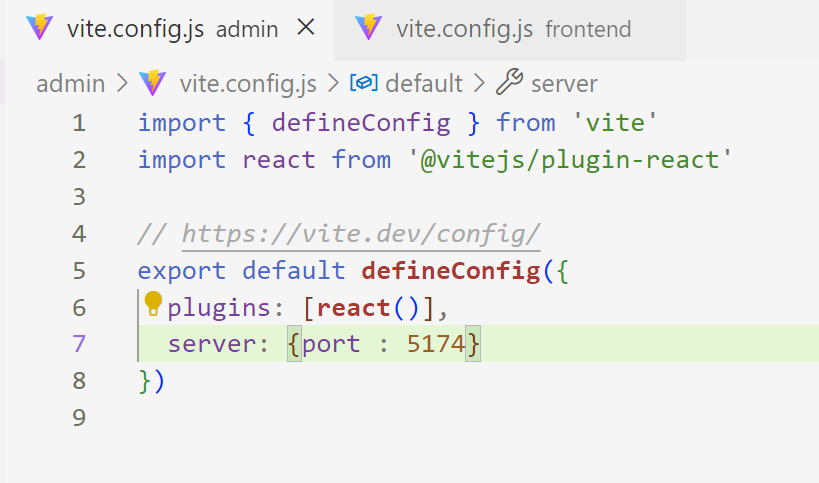 vite.config.js admin
vite.config.js frontend
admin > vite.config.js > default > server
1 import { defineConfig } from 'vite'
2 import react from '@vitejs/plugin-react'
3
4 // https://vite.dev/config/
5 export default defineConfig({
6   plugins: [react()],
7   server: {port : 5174}
8 })
9